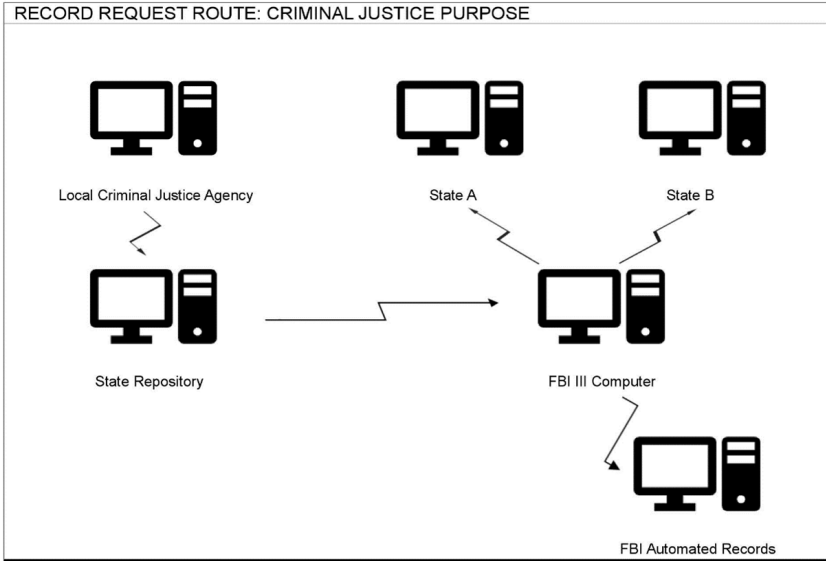 RECORD REQUEST ROUTE: CRIMINAL JUSTICE PURPOSE
Local Criminal Justice Agency
State A
State B
State Repository
FBI III Computer
FBI Automated Records